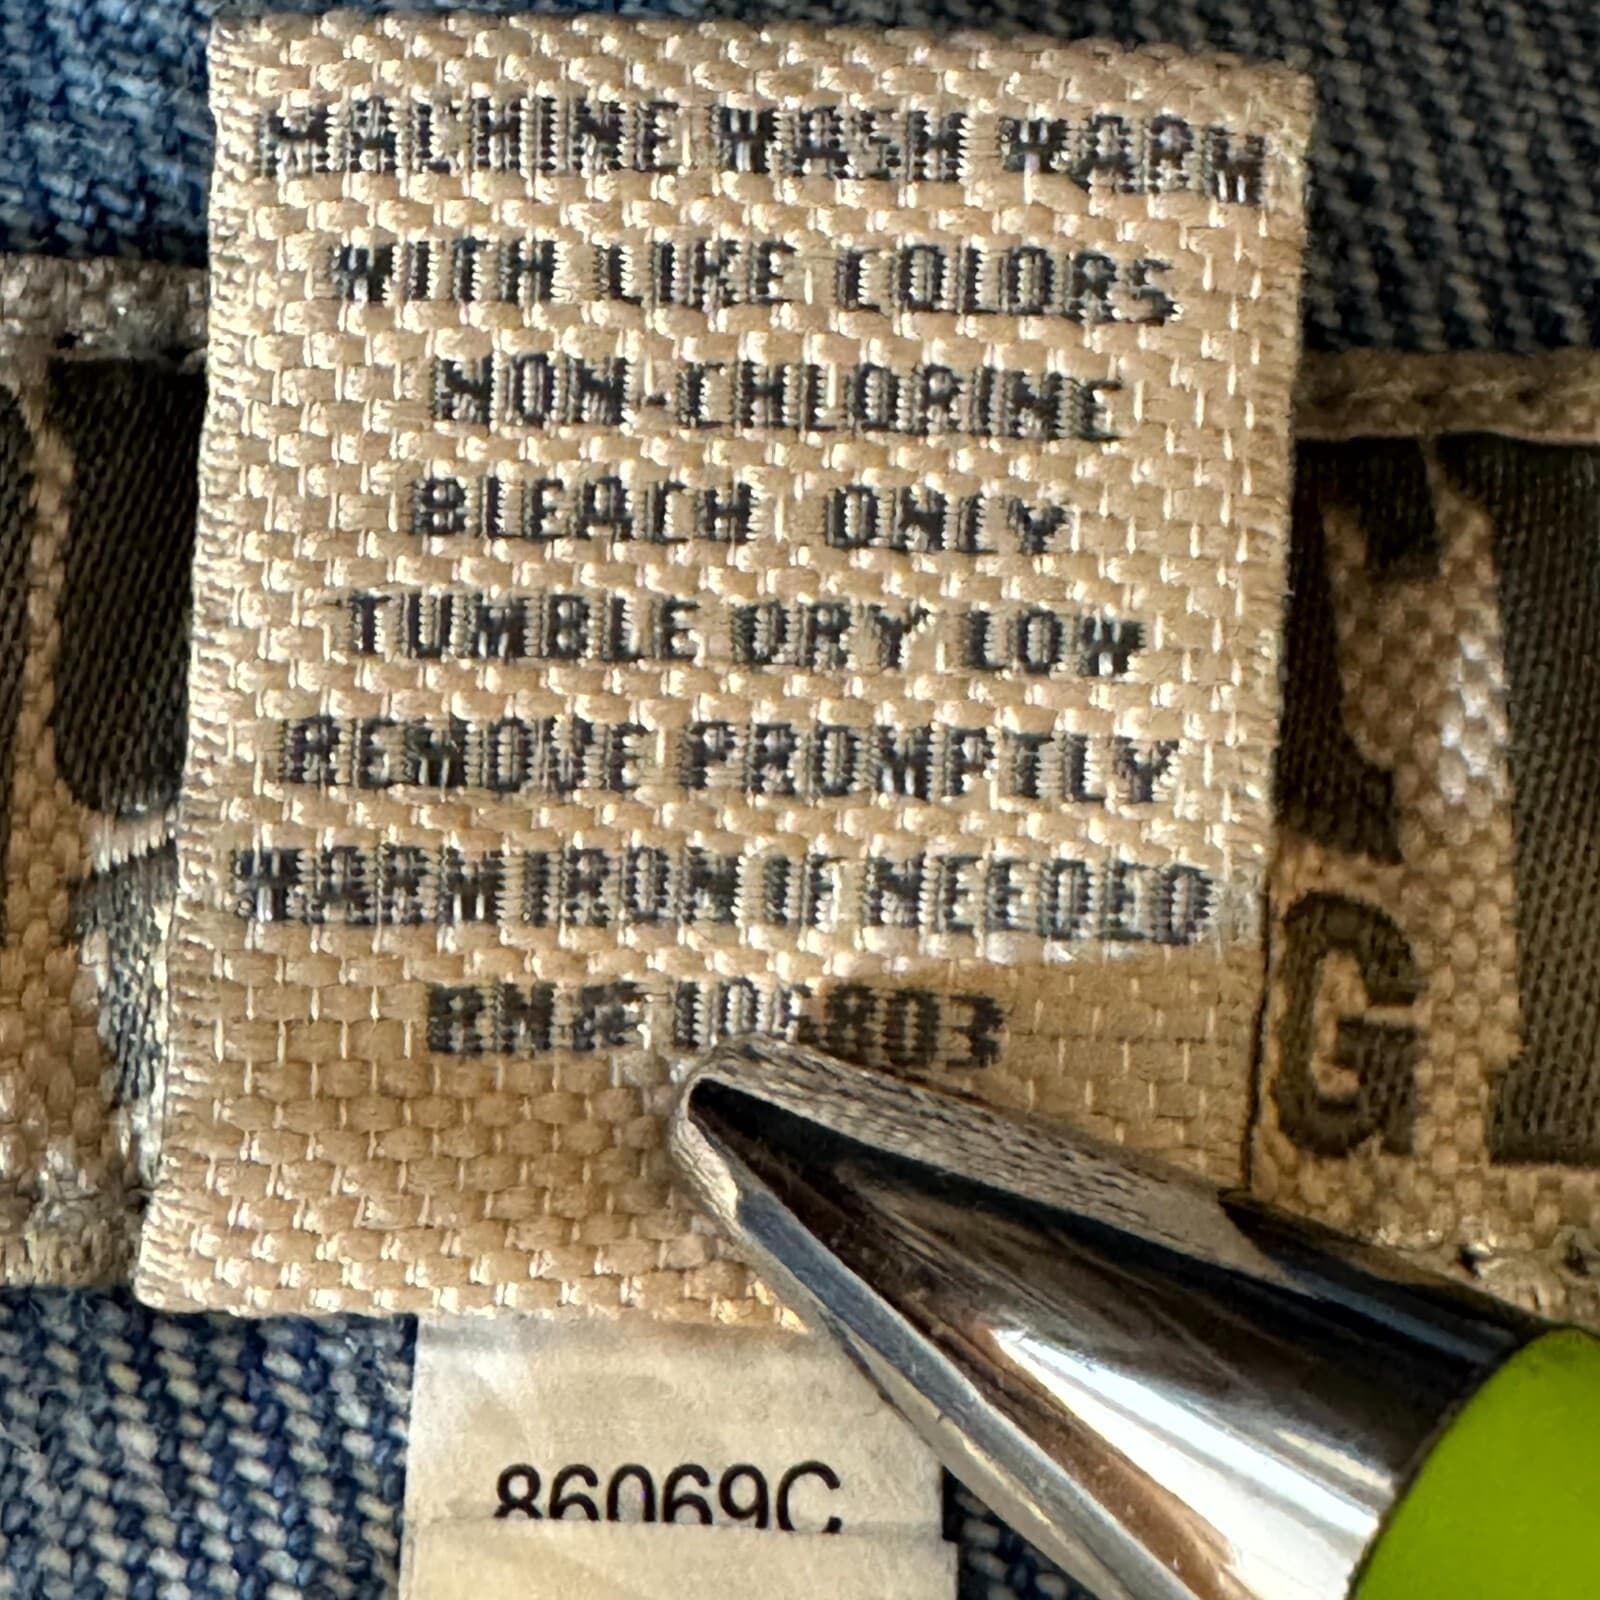 MACHINE WASH WARM
WITH LIKE COLORS
NON-CHLORINE
BLEACH ONLY
TUMBLE DRY LOW
REMOVE PROMPTLY
WARM IRON IF NEEDED
RN#
G
86069C